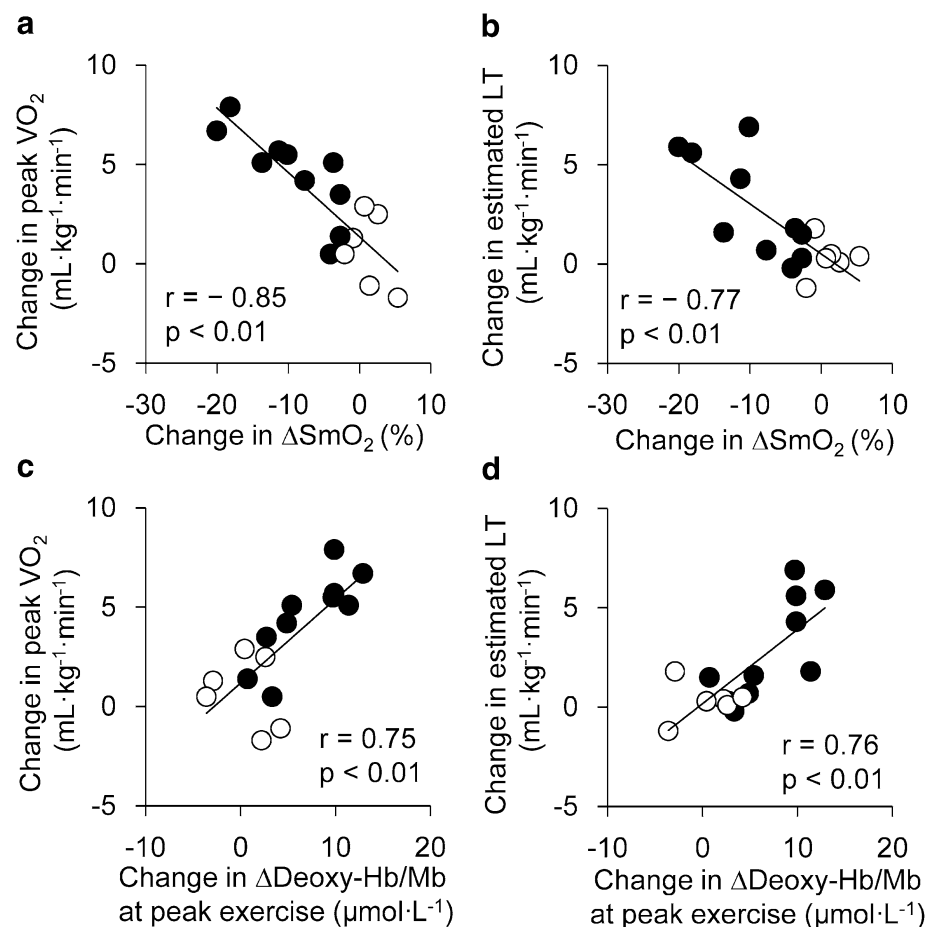 a
Change in peak VO₂
(mL·kg⁻¹·min⁻¹)
10
5
0
-5
r = − 0.85
p < 0.01
-30 -20 -10 0 10
Change in ΔSmO₂ (%)
b
Change in estimated LT
(mL·kg⁻¹·min⁻¹)
10
5
0
-5
r = − 0.77
p < 0.01
-30 -20 -10 0 10
Change in ΔSmO₂ (%)
c
Change in peak VO₂
(mL·kg⁻¹·min⁻¹)
10
5
0
-5
r = 0.75
p < 0.01
-10 0 10 20
Change in ΔDeoxy-Hb/Mb
at peak exercise (μmol·L⁻¹)
d
Change in estimated LT
(mL·kg⁻¹·min⁻¹)
10
5
0
-5
r = 0.76
p < 0.01
-10 0 10 20
Change in ΔDeoxy-Hb/Mb
at peak exercise (μmol·L⁻¹)